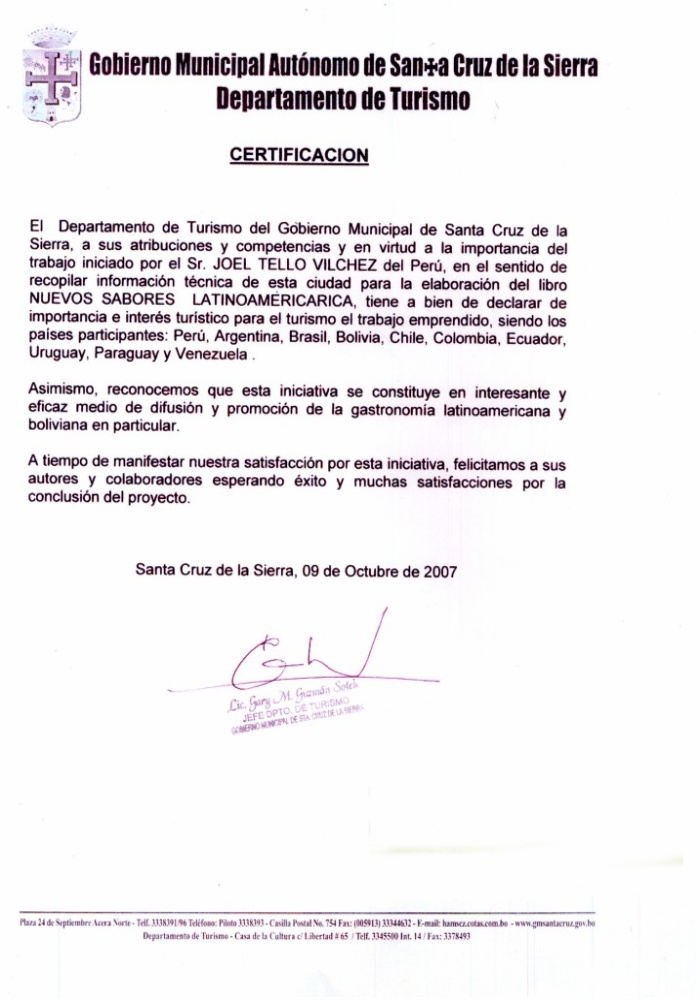 Gobierno Municipal Autónomo de Santa Cruz de la Sierra
Departamento de Turismo
CERTIFICACION
El Departamento de Turismo del Gobierno Municipal de Santa Cruz de la
Sierra, a sus atribuciones y competencias y en virtud a la importancia del
trabajo iniciado por el Sr. JOEL TELLO VILCHEZ del Perú, en el sentido de
recopilar información técnica de esta ciudad para la elaboración del libro
NUEVOS SABORES LATINOAMÉRICARICA, tiene a bien de declarar de
importancia e interés turístico para el turismo el trabajo emprendido, siendo los
países participantes: Perú, Argentina, Brasil, Bolivia, Chile, Colombia, Ecuador,
Uruguay, Paraguay y Venezuela .
Asimismo, reconocemos que esta iniciativa se constituye en interesante y
eficaz medio de difusión y promoción de la gastronomía latinoamericana y
boliviana en particular.
A tiempo de manifestar nuestra satisfacción por esta iniciativa, felicitamos a sus
autores y colaboradores esperando éxito y muchas satisfacciones por la
conclusión del proyecto.
Santa Cruz de la Sierra, 09 de Octubre de 2007
Lic. Gary M. Guzmán Sotelo
JEFE DPTO. DE TURISMO
GOBIERNO MUNICIPAL DE STA. CRUZ DE LA SIERRA
Plaza 24 de Septiembre Acera Norte - Telf. 3338391/96 Teléfono: Piloto 3338393 - Casilla Postal No. 754 Fax: (005913) 33344632 - E-mail: hamscz.cotas.com.bo - www.gmsantacruz.gov.bo
Departamento de Turismo - Casa de la Cultura c/ Libertad # 65 / Telf. 3345500 Int. 14 / Fax: 3378493